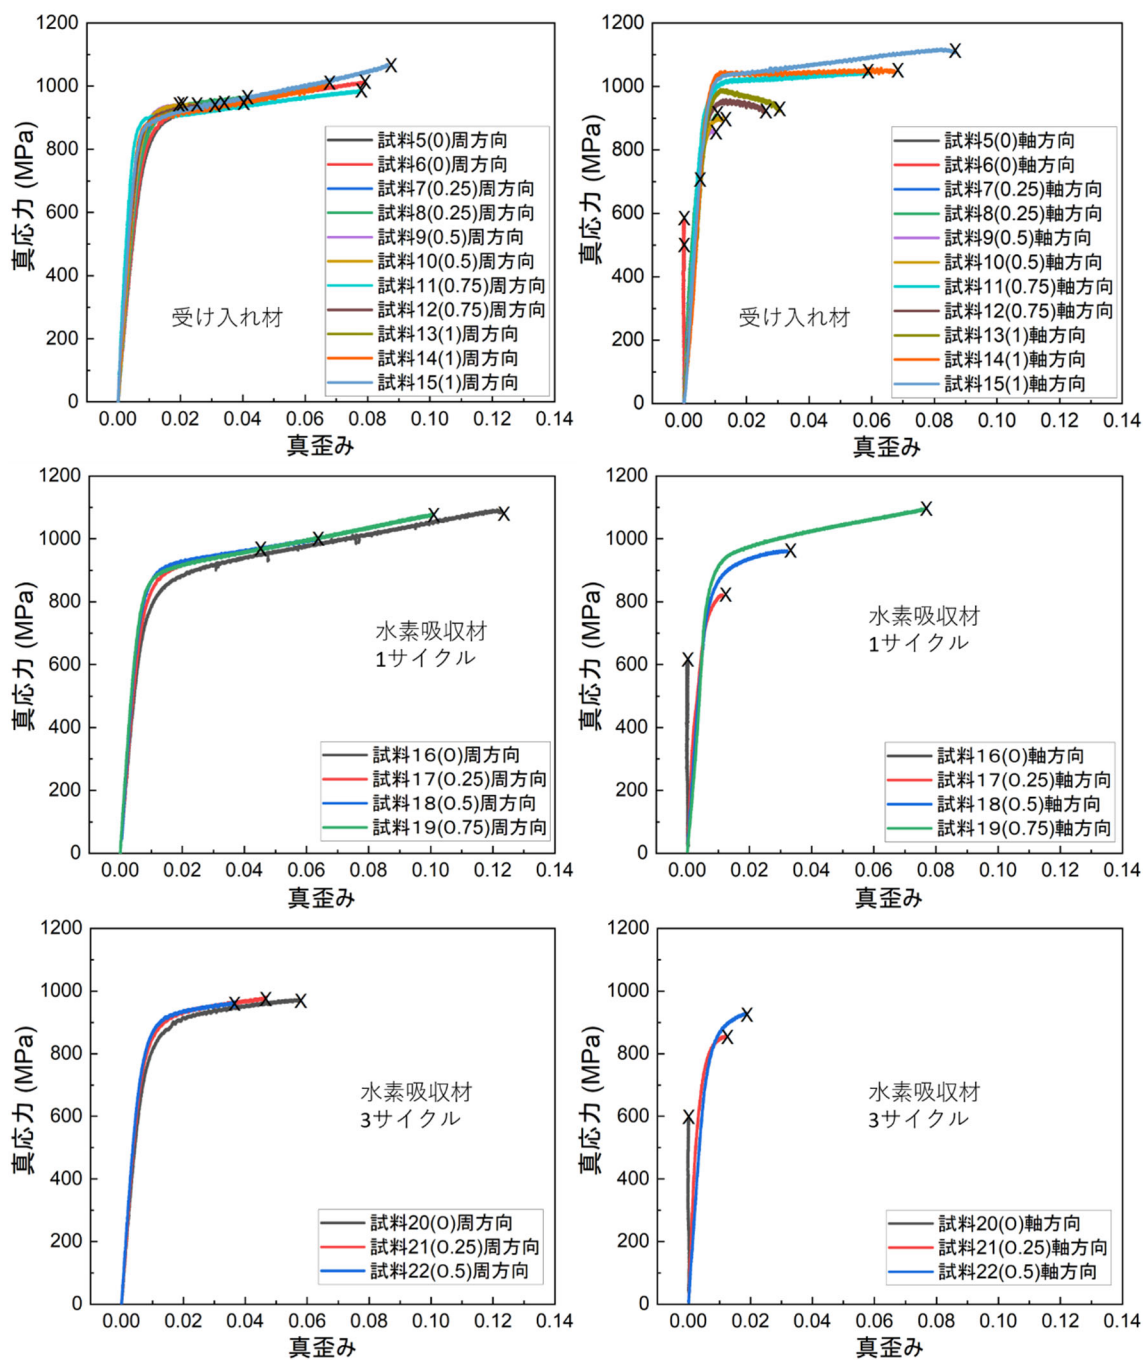 1200
1000
800
600
400
200
0
真応力 (MPa)
試料5(0)周方向
試料6(0)周方向
試料7(0.25)周方向
試料8(0.25)周方向
試料9(0.5)周方向
試料10(0.5)周方向
試料11(0.75)周方向
試料12(0.75)周方向
試料13(1)周方向
試料14(1)周方向
試料15(1)周方向
受け入れ材
0.00 0.02 0.04 0.06 0.08 0.10 0.12 0.14
真歪み
1200
1000
800
600
400
200
0
真応力 (MPa)
試料5(0)軸方向
試料6(0)軸方向
試料7(0.25)軸方向
試料8(0.25)軸方向
試料9(0.5)軸方向
試料10(0.5)軸方向
試料11(0.75)軸方向
試料12(0.75)軸方向
試料13(1)軸方向
試料14(1)軸方向
試料15(1)軸方向
受け入れ材
0.00 0.02 0.04 0.06 0.08 0.10 0.12 0.14
真歪み
1200
1000
800
600
400
200
0
真応力 (MPa)
水素吸収材
1サイクル
試料16(0)周方向
試料17(0.25)周方向
試料18(0.5)周方向
試料19(0.75)周方向
0.00 0.02 0.04 0.06 0.08 0.10 0.12 0.14
真歪み
1200
1000
800
600
400
200
0
真応力 (MPa)
水素吸収材
1サイクル
試料16(0)軸方向
試料17(0.25)軸方向
試料18(0.5)軸方向
試料19(0.75)軸方向
0.00 0.02 0.04 0.06 0.08 0.10 0.12 0.14
真歪み
1200
1000
800
600
400
200
0
真応力 (MPa)
水素吸収材
3サイクル
試料20(0)周方向
試料21(0.25)周方向
試料22(0.5)周方向
0.00 0.02 0.04 0.06 0.08 0.10 0.12 0.14
真歪み
1200
1000
800
600
400
200
0
真応力 (MPa)
水素吸収材
3サイクル
試料20(0)軸方向
試料21(0.25)軸方向
試料22(0.5)軸方向
0.00 0.02 0.04 0.06 0.08 0.10 0.12 0.14
真歪み